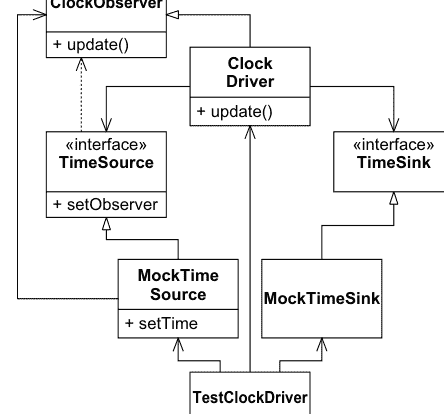 ClockObserver
+ update()
Clock
Driver
+ update()
«interface»
TimeSource
+ setObserver
«interface»
TimeSink
MockTime
Source
+ setTime
MockTimeSink
TestClockDriver